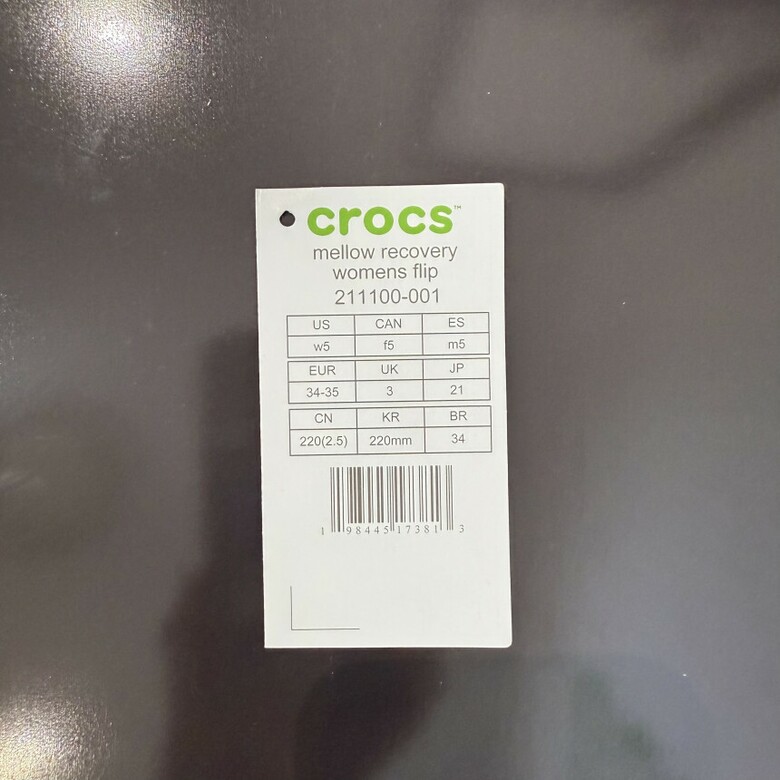 crocs™
mellow recovery
womens flip
211100-001
US CAN ES
w5 f5 m5
EUR UK JP
34-35 3 21
CN KR BR
220(2.5) 220mm 34
1 98445 17381 3